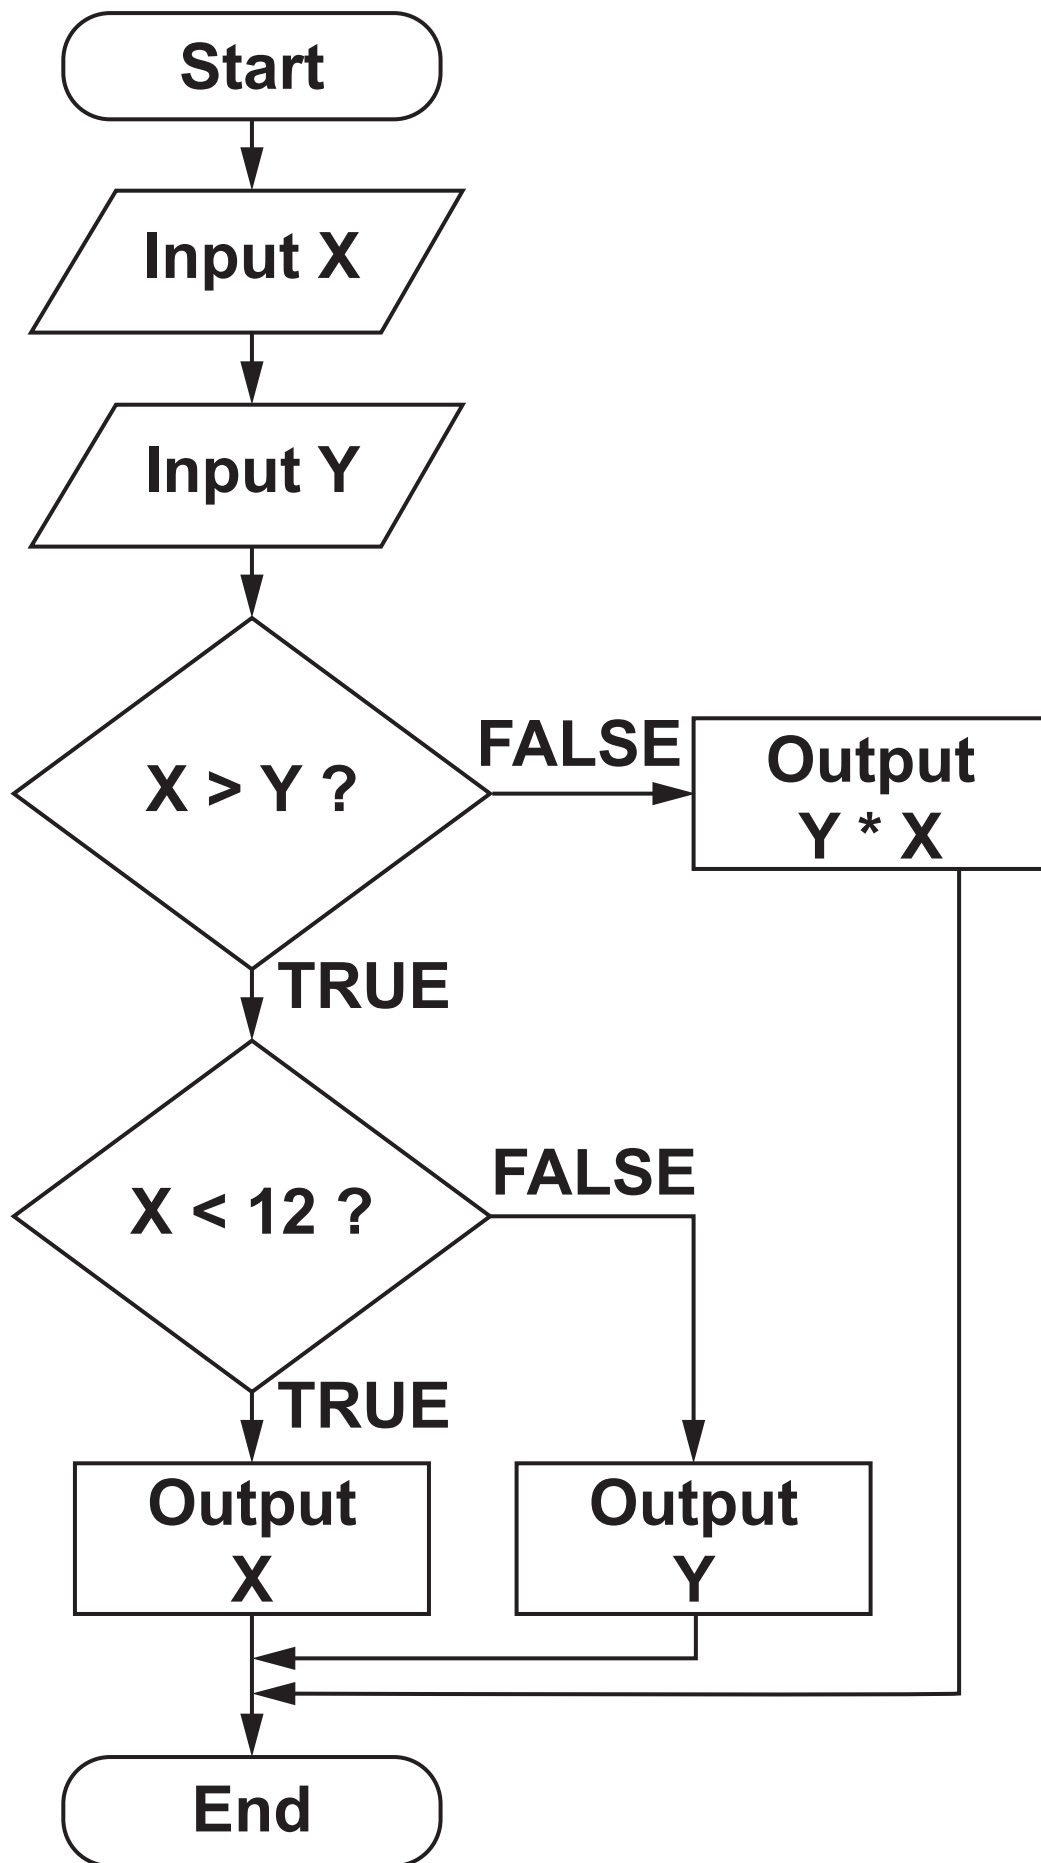 Start
Input X
Input Y
X > Y ?
FALSE
Output
Y * X
TRUE
X < 12 ?
FALSE
TRUE
Output
X
Output
Y
End